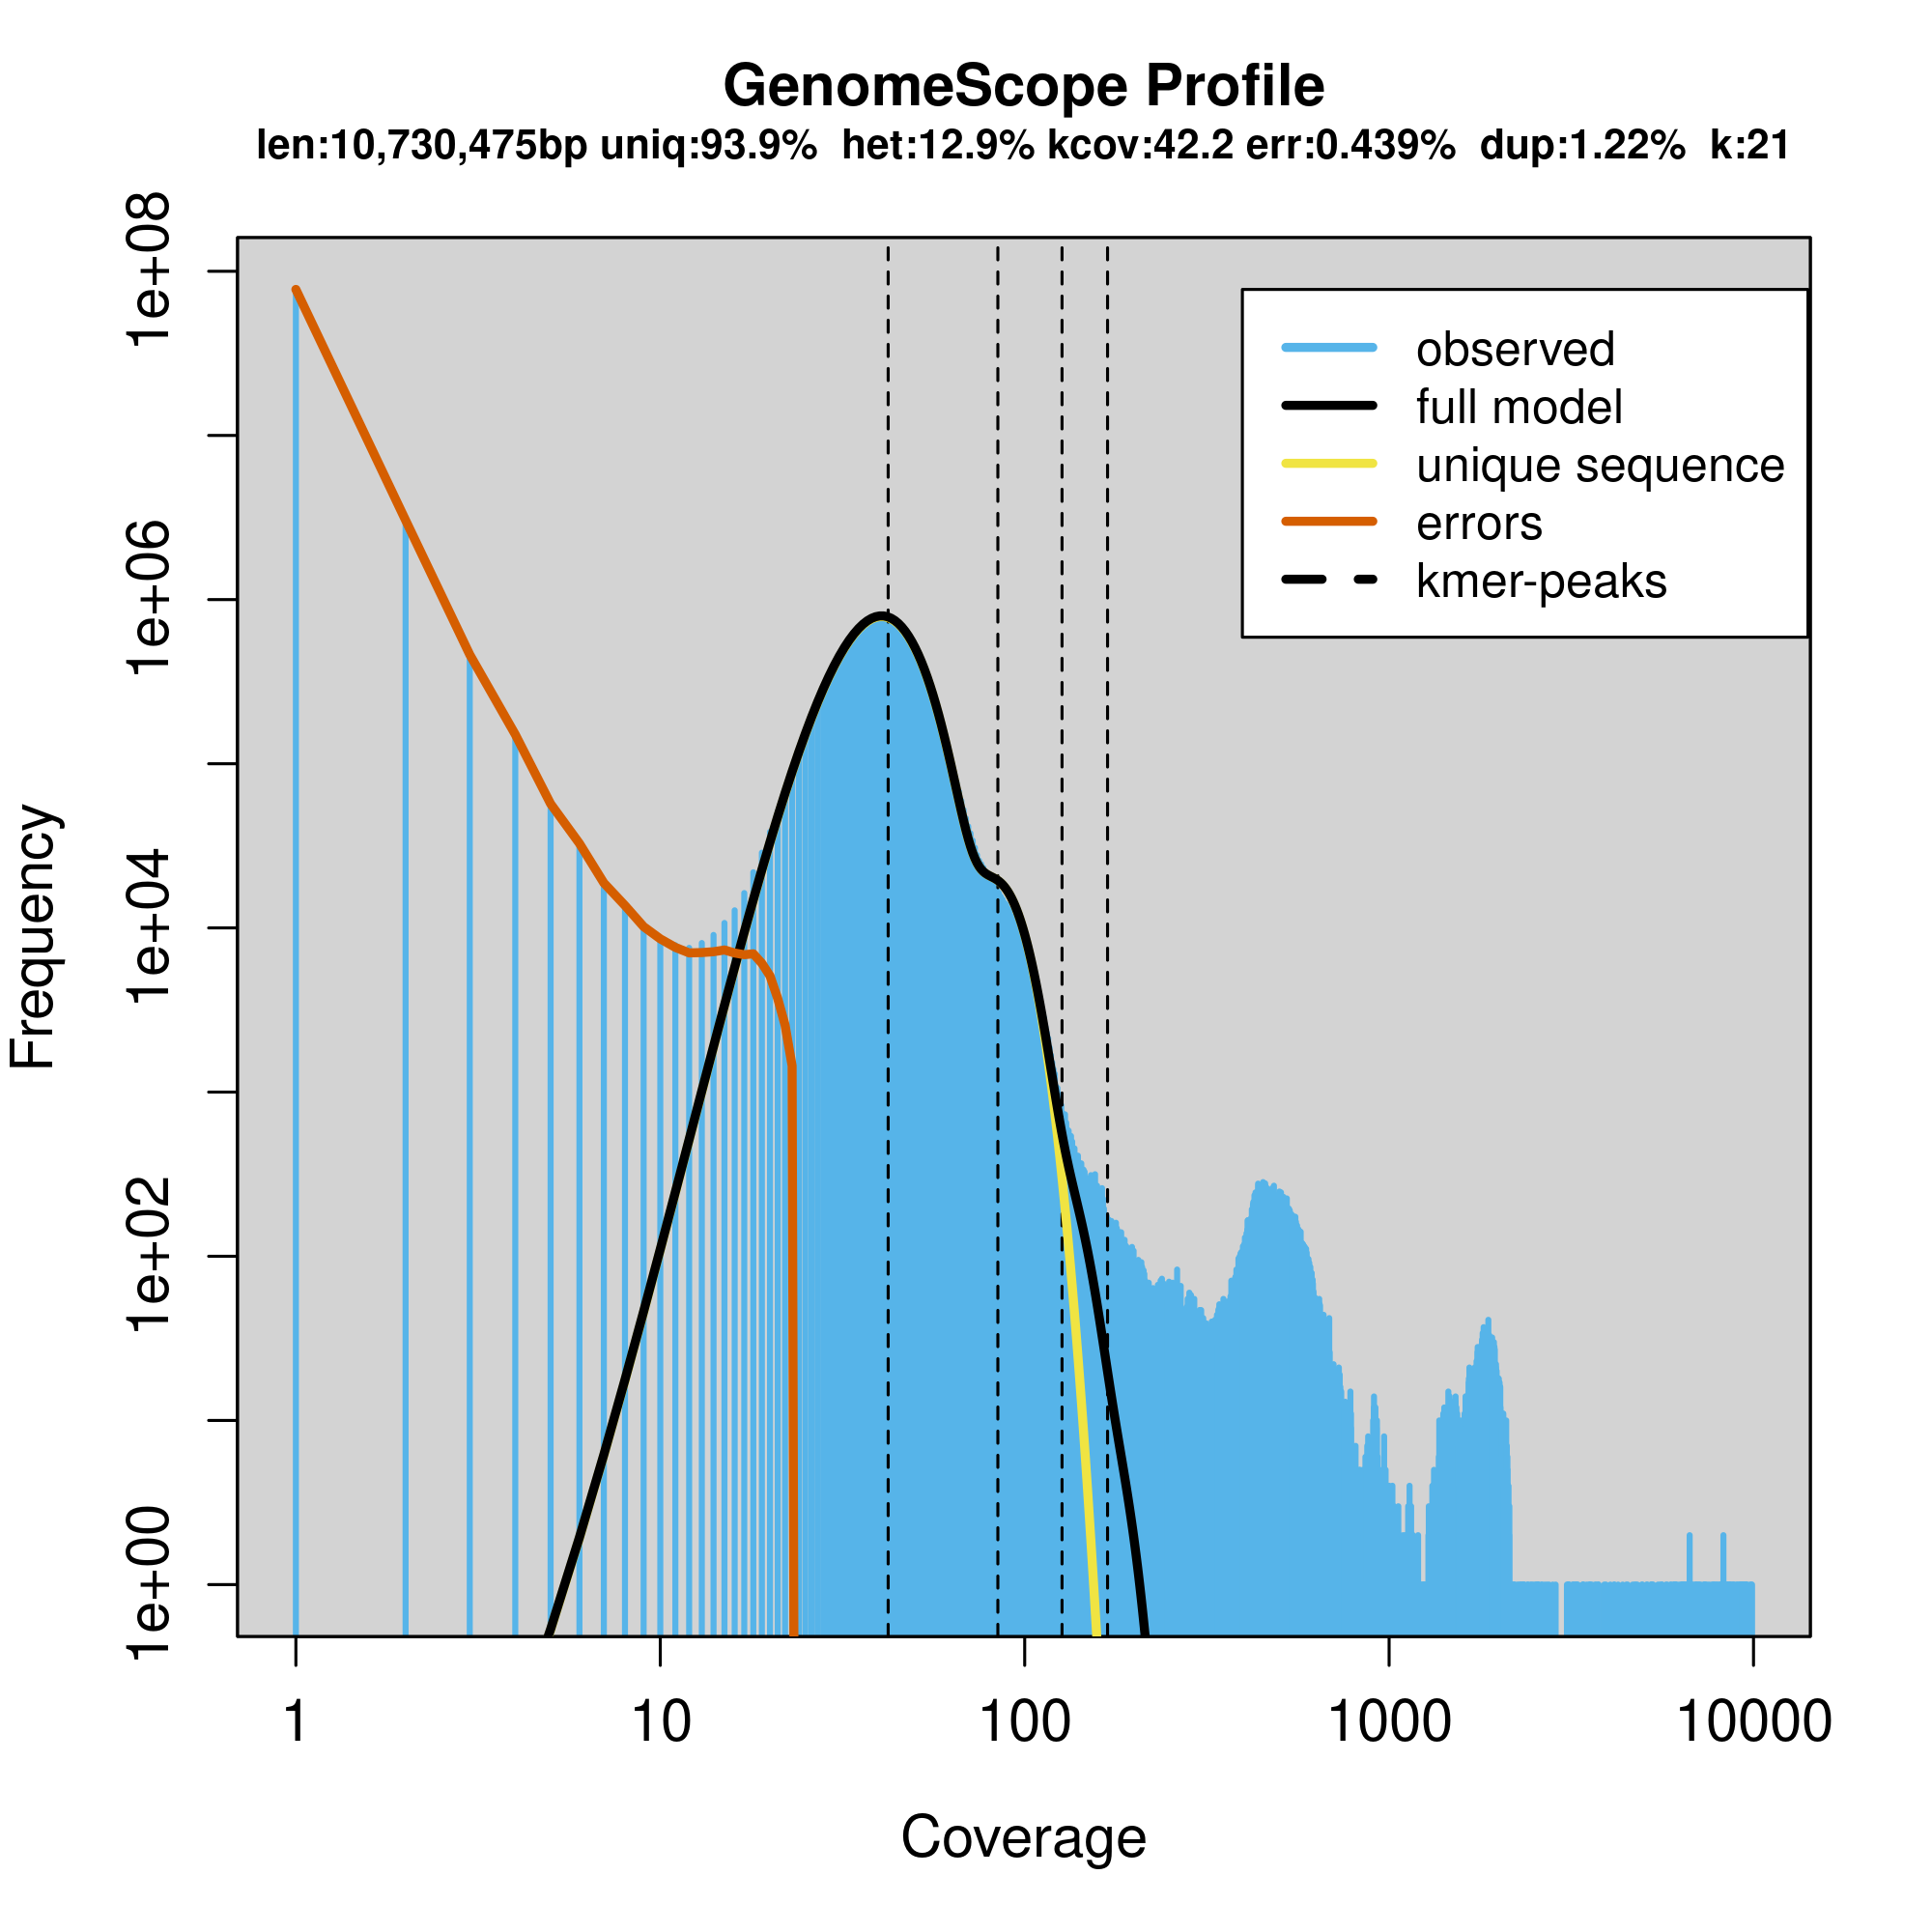 GenomeScope Profile
len:10,730,475bp uniq:93.9% het:12.9% kcov:42.2 err:0.439% dup:1.22% k:21
1e+08
1e+06
1e+04
1e+02
1e+00
Frequency
observed
full model
unique sequence
errors
kmer-peaks
1
10
100
1000
10000
Coverage